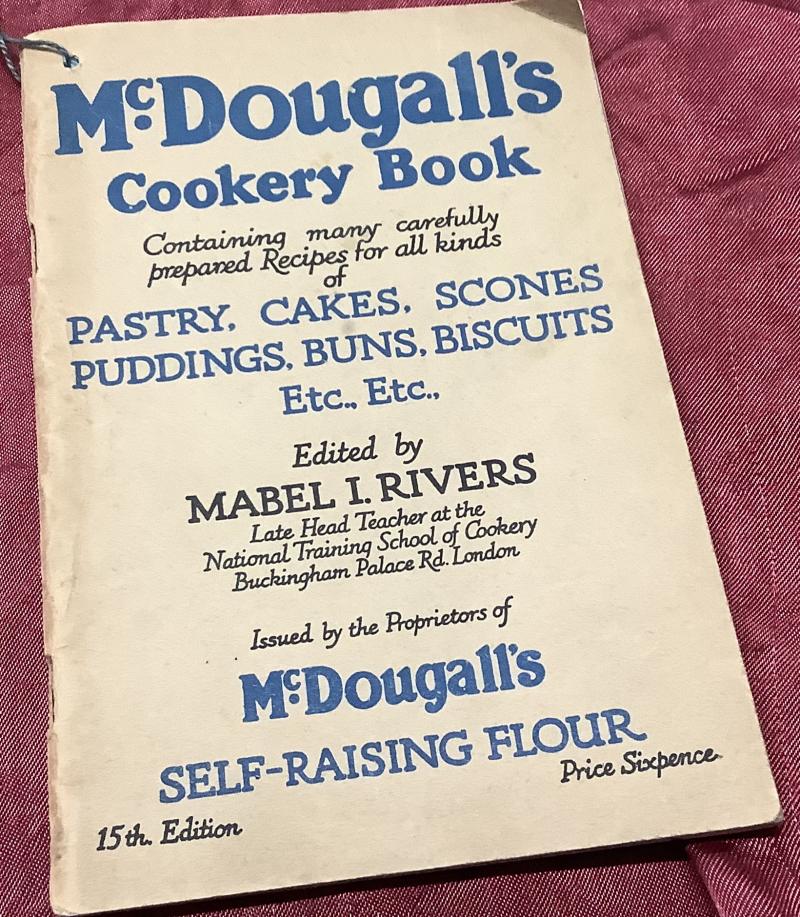 McDougall's
Cookery Book
Containing many carefully
prepared Recipes for all kinds
of
PASTRY, CAKES, SCONES
PUDDINGS, BUNS, BISCUITS
Etc., Etc.,
Edited by
MABEL I. RIVERS
Late Head Teacher at the
National Training School of Cookery
Buckingham Palace Rd. London
Issued by the Proprietors of
McDougall's
SELF-RAISING FLOUR
Price Sixpence
15th. Edition